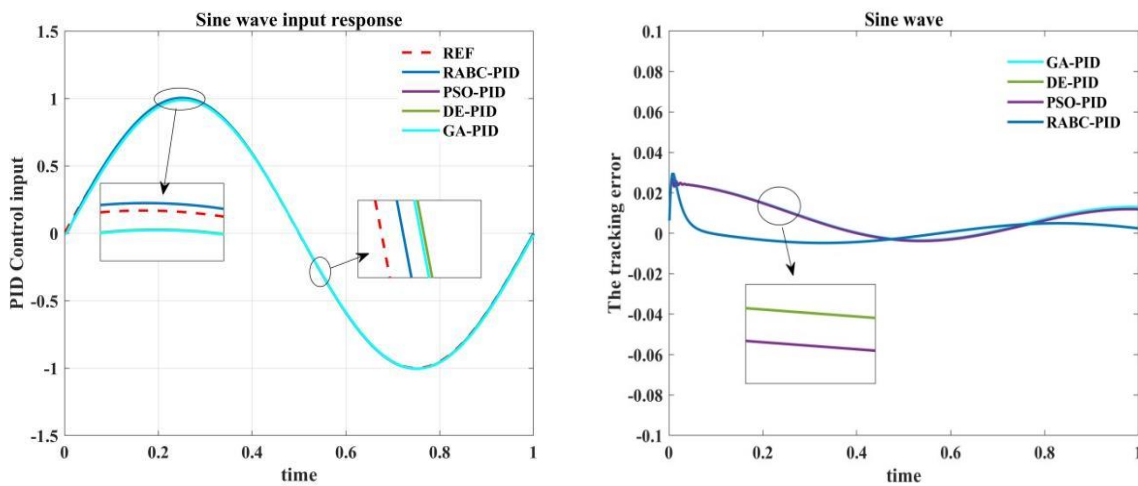 Sine wave input response
REF
RABC-PID
PSO-PID
DE-PID
GA-PID
PID Control input
1.5
1
0.5
0
-0.5
-1
-1.5
0 0.2 0.4 0.6 0.8 1
time
Sine wave
GA-PID
DE-PID
PSO-PID
RABC-PID
The tracking error
0.1
0.08
0.06
0.04
0.02
0
-0.02
-0.04
-0.06
-0.08
-0.1
0 0.2 0.4 0.6 0.8 1
time